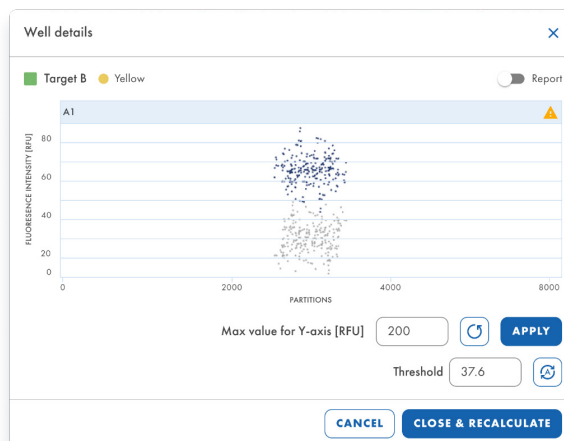 Well details
Target B Yellow Report
A1
FLUORESENCE INTENSITY [RFU]
80
60
40
20
0
0 2000 4000 8000
PARTITIONS
Max value for Y-axis [RFU] 200 APPLY
Threshold 37.6 A
CANCEL CLOSE & RECALCULATE